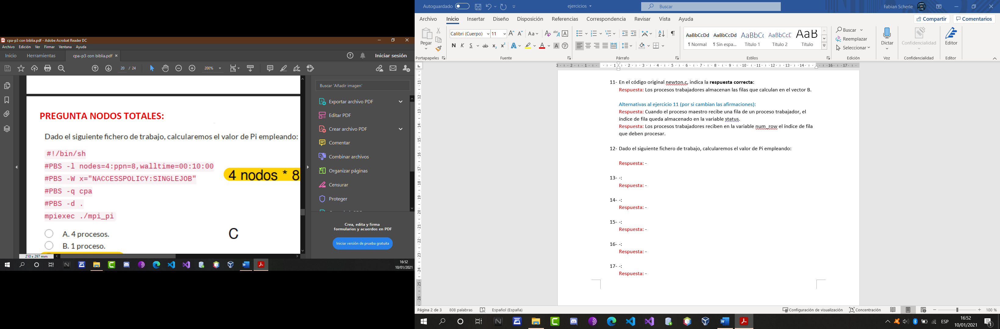 cpa-p3 con biblia.pdf - Adobe Acrobat Reader DC
Archivo Edición Ver Firmar Ventana Ayuda
Inicio Herramientas cpa-p3 con biblia.pdf × Iniciar sesión
20 / 24 200%
PREGUNTA NODOS TOTALES:
Dado el siguiente fichero de trabajo, calcularemos el valor de Pi empleando:
#!/bin/sh
#PBS -l nodes=4:ppn=8,walltime=00:10:00
#PBS -W x="NACCESSPOLICY:SINGLEJOB"
#PBS -q cpa
#PBS -d .
mpiexec ./mpi_pi
4 nodos * 8
A. 4 procesos.
B. 1 proceso.
C
210 x 297 mm
Buscar 'Añadir imagen'
Exportar archivo PDF
Editar PDF
Crear archivo PDF
Comentar
Combinar archivos
Organizar páginas
Censurar
Proteger
Crea, edita y firma
formularios y acuerdos en PDF
Iniciar versión de prueba gratuita
16:52
10/01/2021
Autoguardado ejercicios Buscar Fabian Scherle
Archivo Inicio Insertar Diseño Disposición Referencias Correspondencia Revisar Vista Ayuda Compartir Comentarios
Pegar
Portapapeles
Calibri (Cuerpo) 11
N K S ab x₂ x²
Fuente
Párrafo
AaBbCcDd AaBbCcDd AaBbCc AaBbCcD AaB
¶ Normal ¶ Sin espa... Título 1 Título 2 Título
Estilos
Buscar
Reemplazar
Seleccionar
Edición
Dictar
Voz
Confidencialidad
Confidencialidad
Editor
Editor
11- En el código original newton.c, indica la respuesta correcta:
Respuesta: Los procesos trabajadores almacenan las filas que calculan en el vector B.
Alternativas al ejercicio 11 (por si cambian las afirmaciones):
Respuesta: Cuando el proceso maestro recibe una fila de un proceso trabajador, el
índice de fila queda almacenado en la variable status.
Respuesta: Los procesos trabajadores reciben en la variable num_row el índice de fila
que deben procesar.
12- Dado el siguiente fichero de trabajo, calcularemos el valor de Pi empleando:
Respuesta: -
13- -:
Respuesta: -
14- -:
Respuesta: -
15- -:
Respuesta: -
16- -:
Respuesta: -
17- -:
Respuesta: -
Página 2 de 3 808 palabras Español (España) Configuración de visualización Concentración 100 %
ESP
16:52
10/01/2021